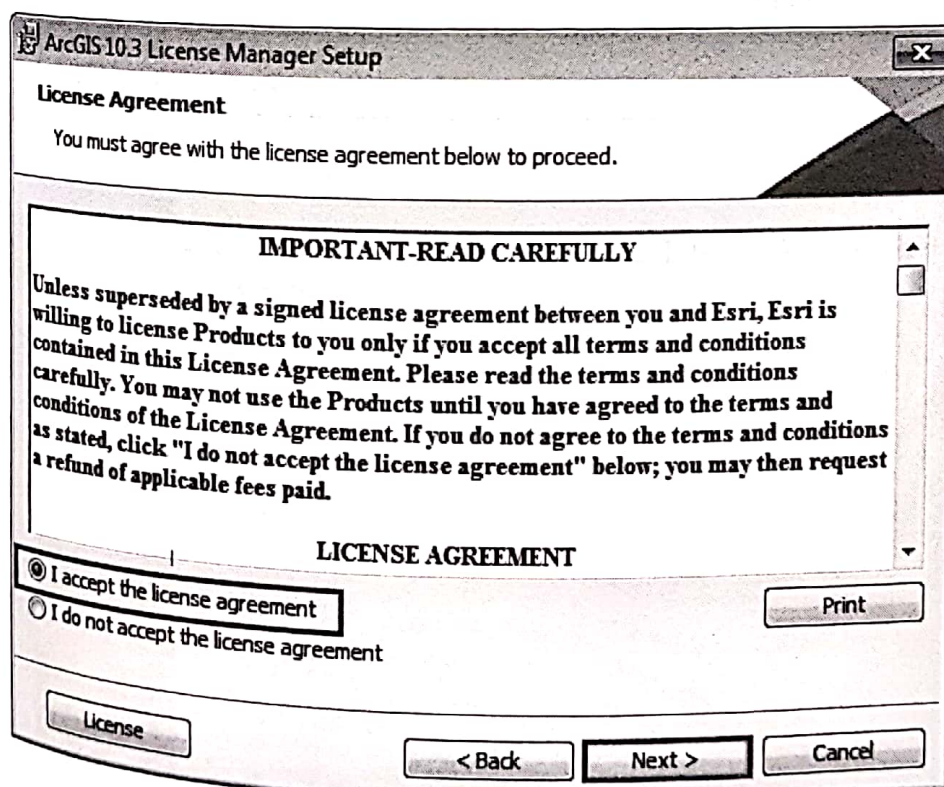 ArcGIS 10.3 License Manager Setup
License Agreement
You must agree with the license agreement below to proceed.
IMPORTANT-READ CAREFULLY
Unless superseded by a signed license agreement between you and Esri, Esri is
willing to license Products to you only if you accept all terms and conditions
contained in this License Agreement. Please read the terms and conditions
carefully. You may not use the Products until you have agreed to the terms and
conditions of the License Agreement. If you do not agree to the terms and conditions
as stated, click "I do not accept the license agreement" below; you may then request
a refund of applicable fees paid.
LICENSE AGREEMENT
I accept the license agreement
I do not accept the license agreement
Print
License
< Back
Next >
Cancel